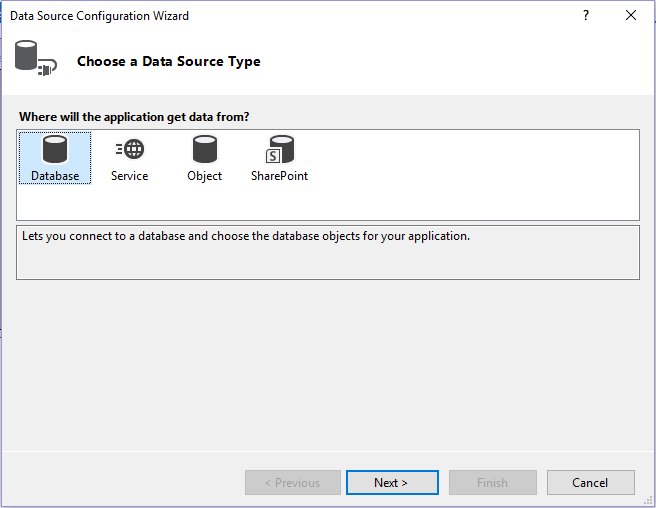 Data Source Configuration Wizard
?
Choose a Data Source Type
Where will the application get data from?
Database Service Object SharePoint
Lets you connect to a database and choose the database objects for your application.
< Previous Next > Finish Cancel